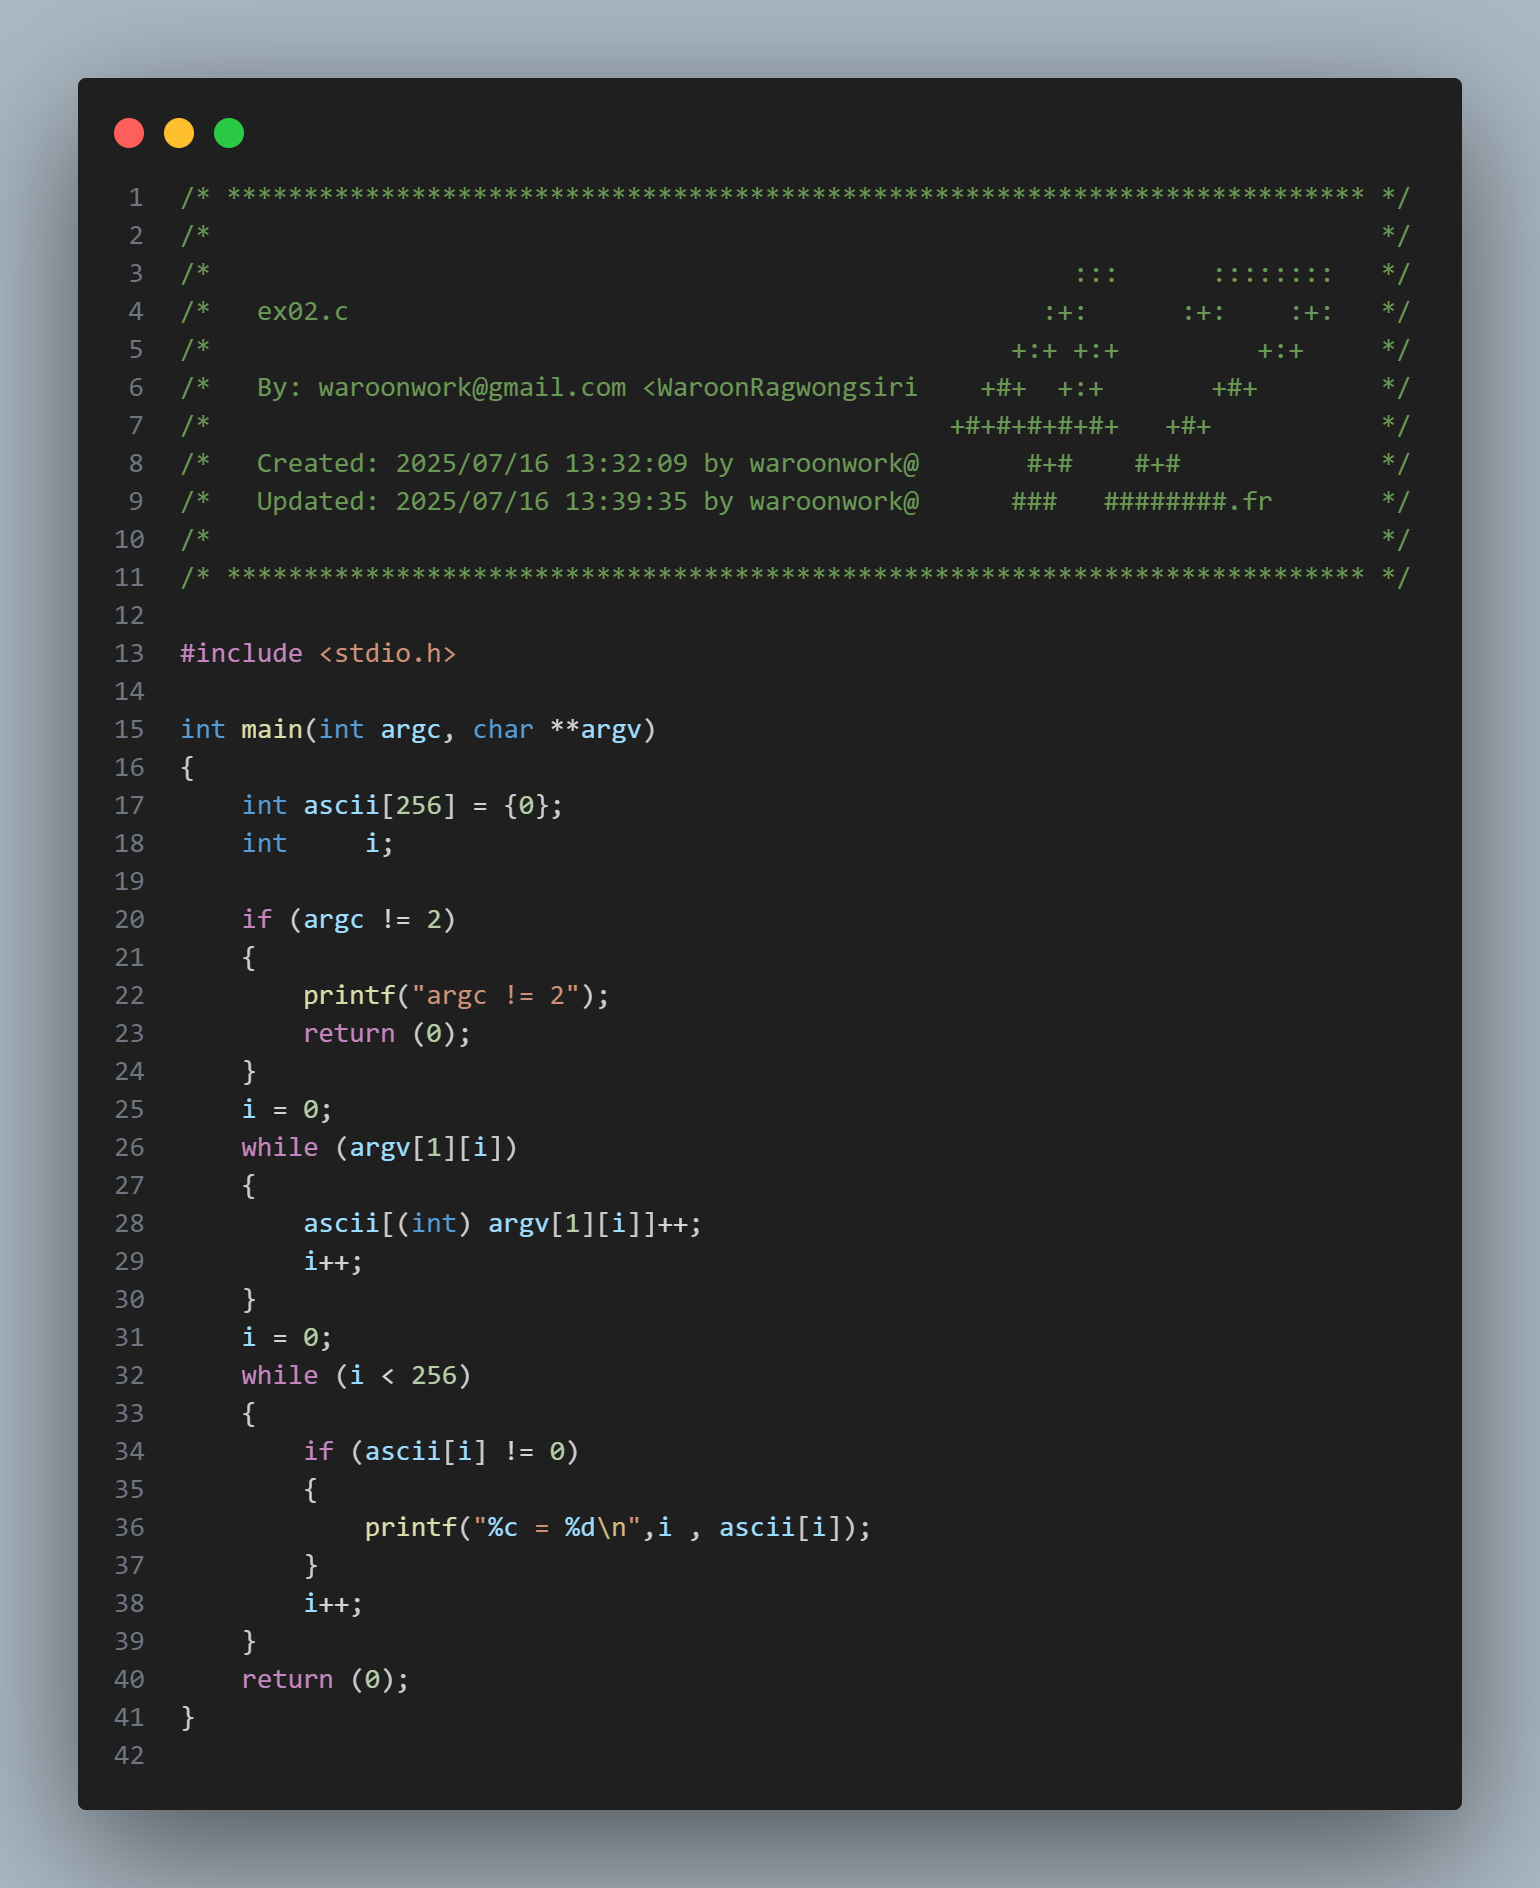 1 /* ************************************************************************** */
2 /*                                                                            */
3 /*                                                        :::      ::::::::   */
4 /*   ex02.c                                             :+:      :+:    :+:   */
5 /*                                                    +:+ +:+         +:+     */
6 /*   By: waroonwork@gmail.com <WaroonRagwongsiri    +#+  +:+       +#+        */
7 /*                                                +#+#+#+#+#+   +#+           */
8 /*   Created: 2025/07/16 13:32:09 by waroonwork@       #+#    #+#             */
9 /*   Updated: 2025/07/16 13:39:35 by waroonwork@      ###   ########.fr       */
10 /*                                                                            */
11 /* ************************************************************************** */
12
13 #include <stdio.h>
14
15 int main(int argc, char **argv)
16 {
17     int ascii[256] = {0};
18     int     i;
19
20     if (argc != 2)
21     {
22         printf("argc != 2");
23         return (0);
24     }
25     i = 0;
26     while (argv[1][i])
27     {
28         ascii[(int) argv[1][i]]++;
29         i++;
30     }
31     i = 0;
32     while (i < 256)
33     {
34         if (ascii[i] != 0)
35         {
36             printf("%c = %d\n",i , ascii[i]);
37         }
38         i++;
39     }
40     return (0);
41 }
42